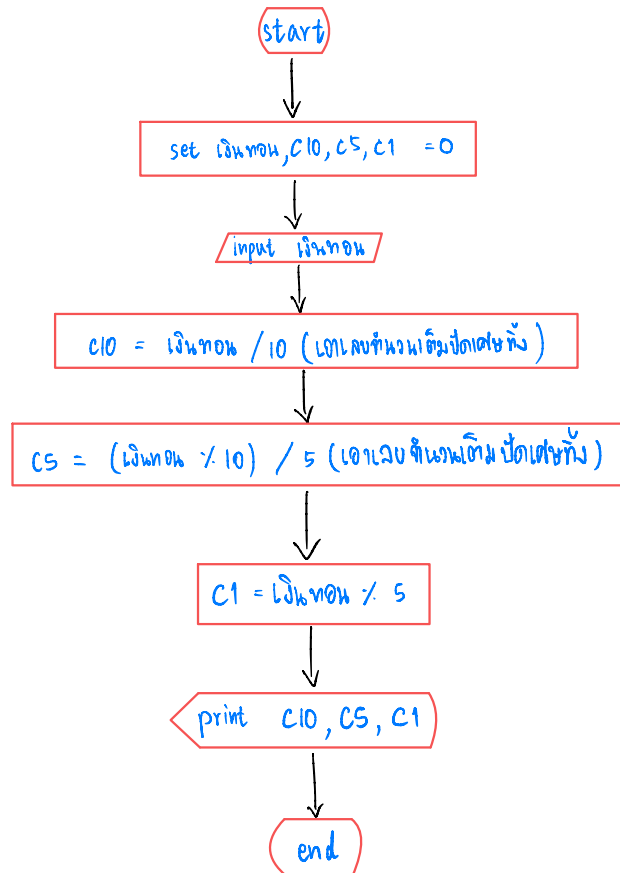 start
set เงินทอน, C10, C5, C1 = 0
input เงินทอน
C10 = เงินทอน / 10 (เอาเลขจำนวนเต็มปัดเศษทิ้ง)
C5 = (เงินทอน % 10) / 5 (เอาเลขจำนวนเต็มปัดเศษทิ้ง)
C1 = เงินทอน % 5
print C10, C5, C1
end